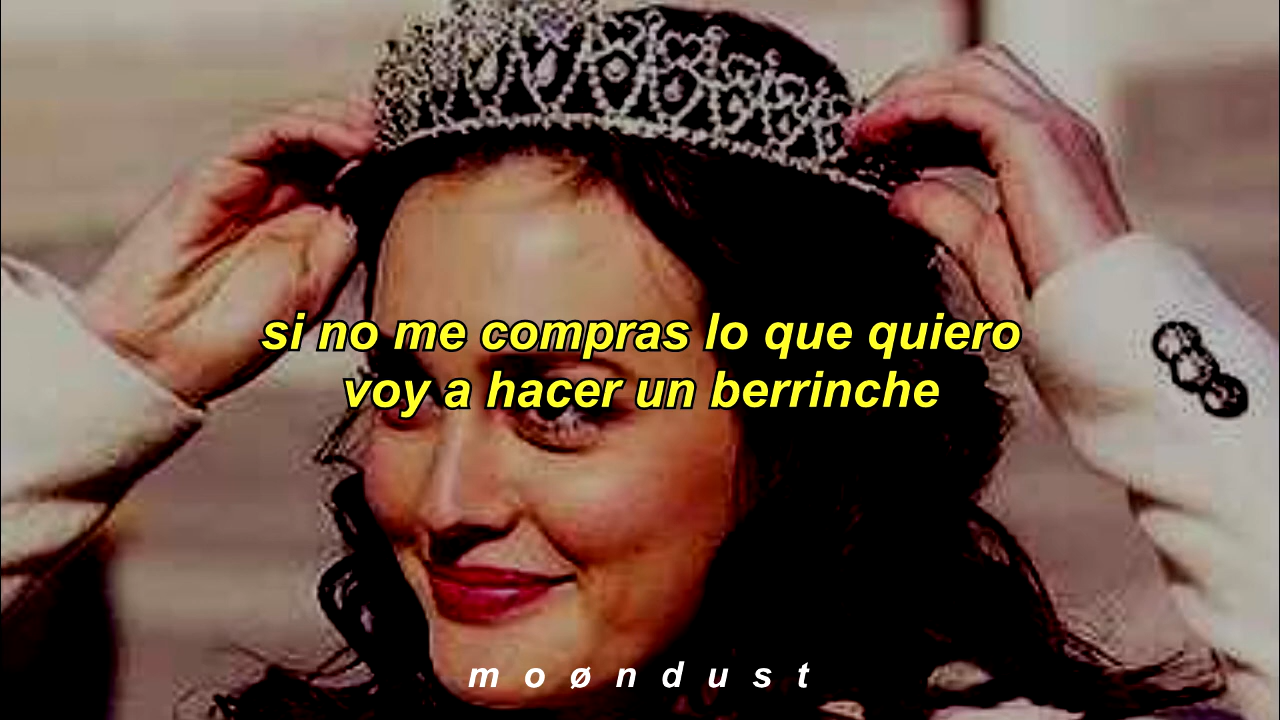 si no me compras lo que quiero
voy a hacer un berrinche
m o ø n d u s t